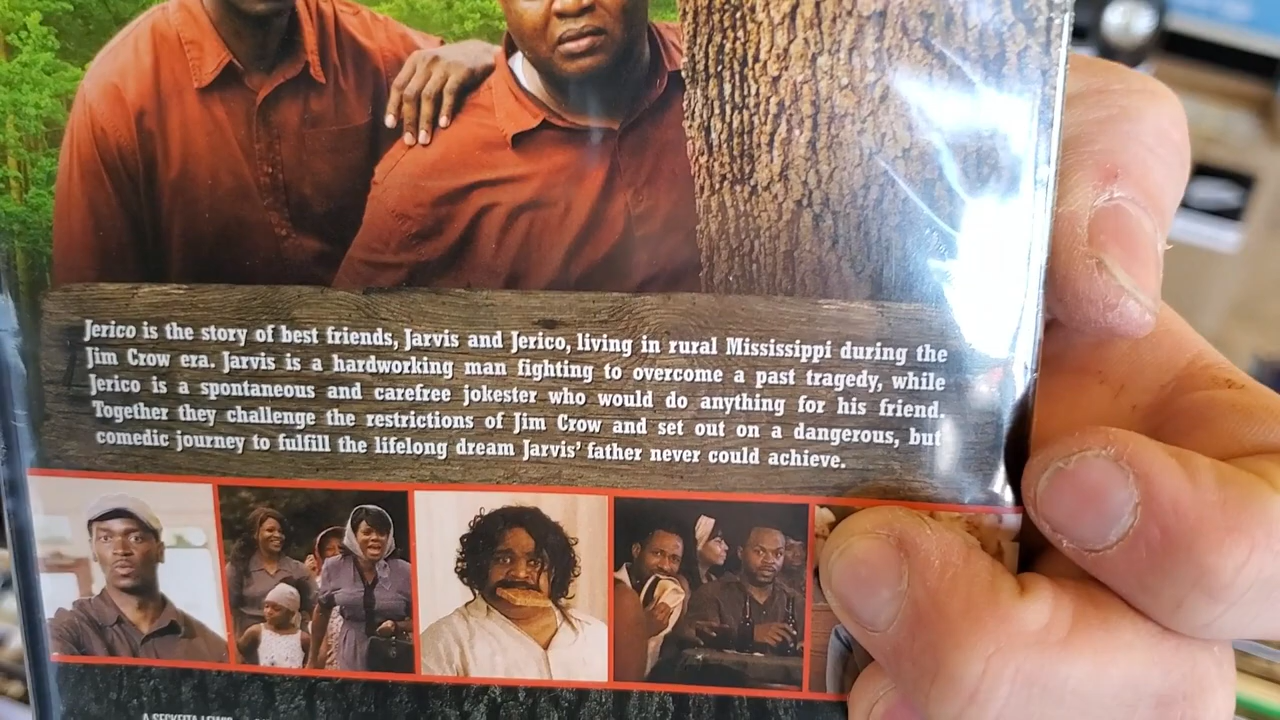 Jerico is the story of best friends, Jarvis and Jerico, living in rural Mississippi during the
Jim Crow era. Jarvis is a hardworking man fighting to overcome a past tragedy, while
Jerico is a spontaneous and carefree jokester who would do anything for his friend.
Together they challenge the restrictions of Jim Crow and set out on a dangerous, but
comedic journey to fulfill the lifelong dream Jarvis' father never could achieve.